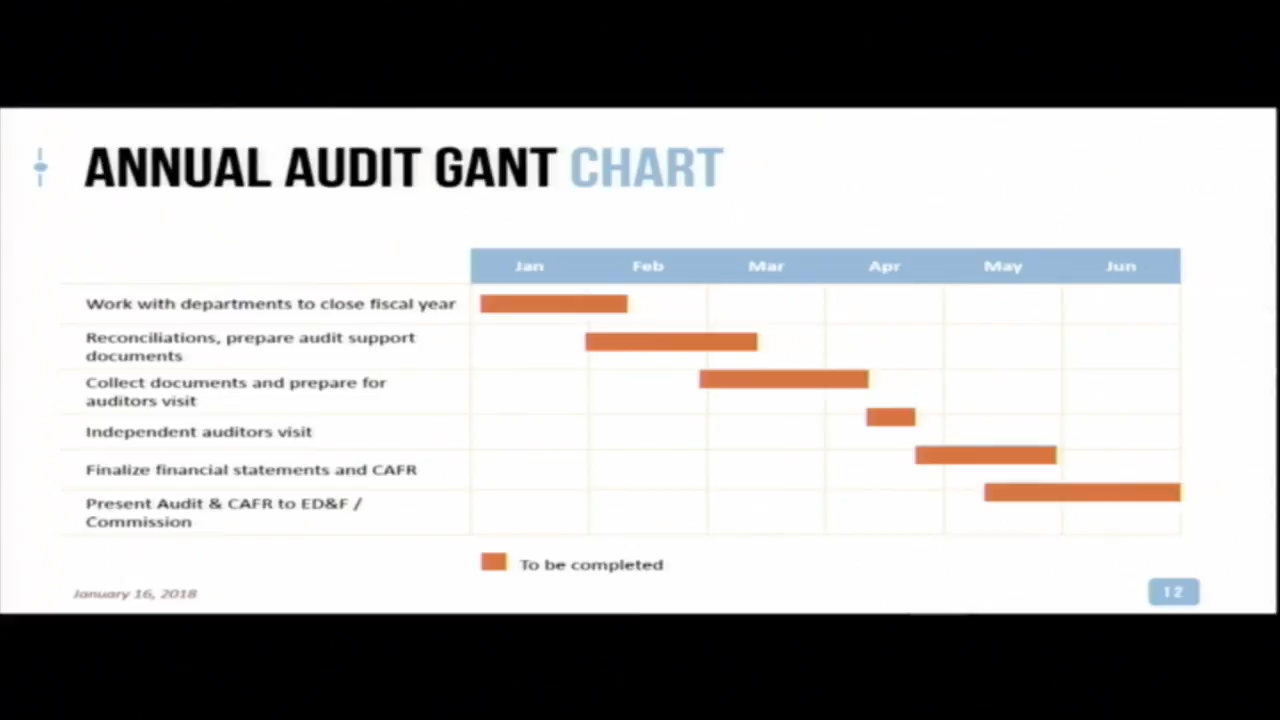 ANNUAL AUDIT GANT CHART
Jan Feb Mar Apr May Jun
Work with departments to close fiscal year
Reconciliations, prepare audit support
documents
Collect documents and prepare for
auditors visit
Independent auditors visit
Finalize financial statements and CAFR
Present Audit & CAFR to ED&F /
Commission
To be completed
January 16, 2018
12